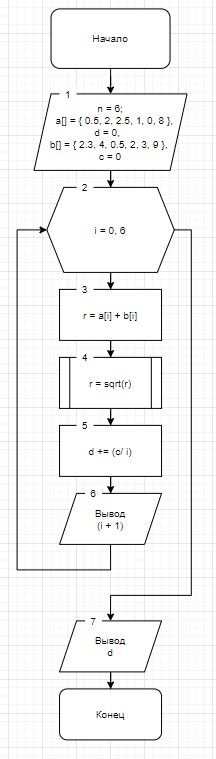 Начало
1
n = 6;
a[] = { 0.5, 2, 2.5, 1, 0, 8 },
d = 0,
b[] = { 2.3, 4, 0.5, 2, 3, 9 },
c = 0
2
i = 0, 6
3
r = a[i] + b[i]
4
r = sqrt(r)
5
d += (c/ i)
6
Вывод
(i + 1)
7
Вывод
d
Конец